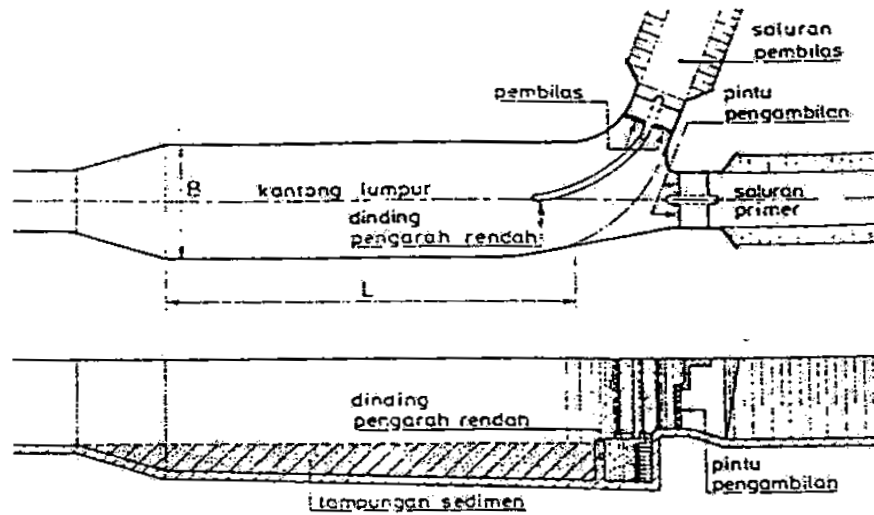 saluran
pembilas
pembilas
pintu
pengambilan
B
kantong lumpur
saluran
primer
dinding
pengarah rendah
L
dinding
pengarah rendah
pintu
pengambilan
tampungan sedimen